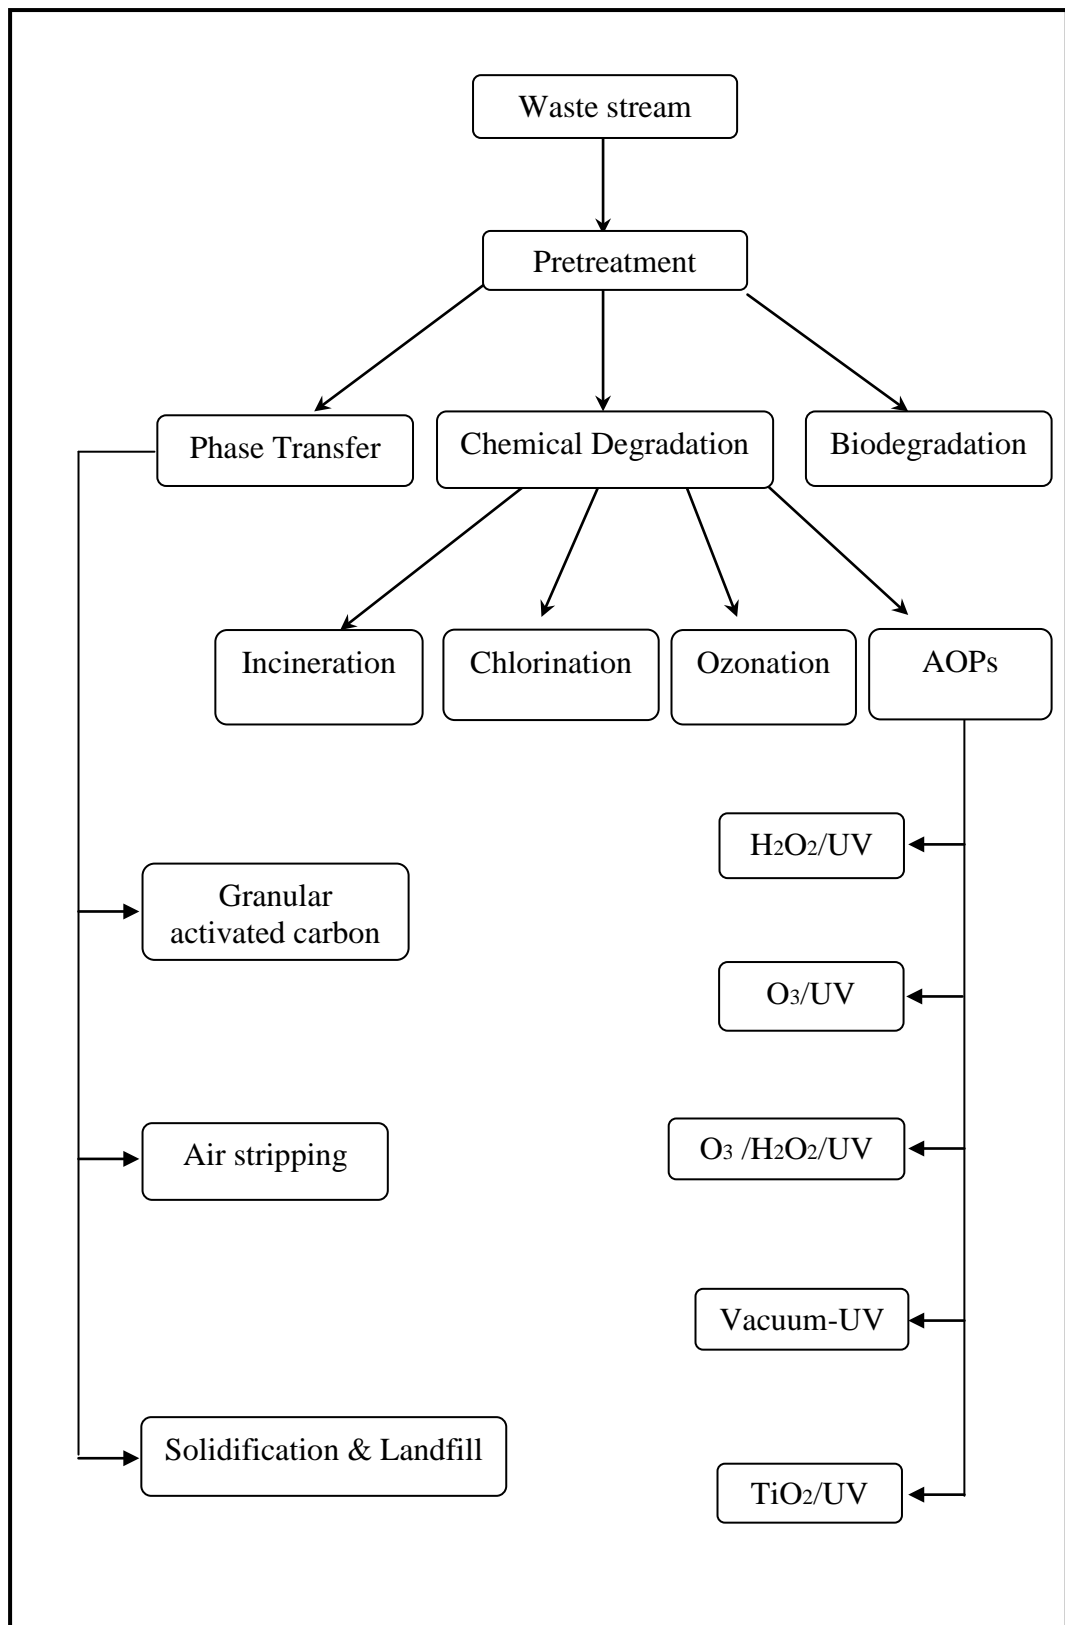 Waste stream
Pretreatment
Phase Transfer
Chemical Degradation
Biodegradation
Incineration
Chlorination
Ozonation
AOPs
H₂O₂/UV
Granular
activated carbon
O₃/UV
Air stripping
O₃ /H₂O₂/UV
Vacuum-UV
Solidification & Landfill
TiO₂/UV